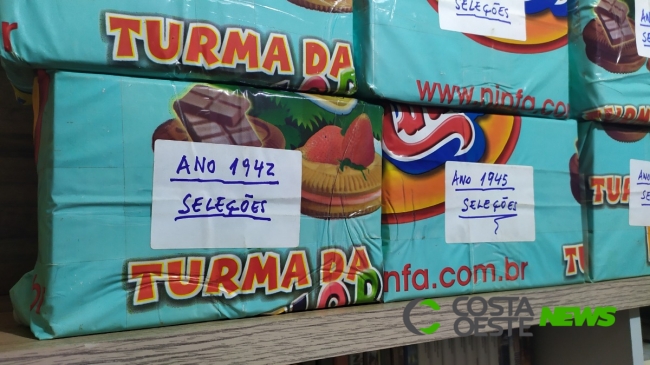 SELEÇÕES
TURMA DA
www.ninfa.co
ANO 1942
SELEÇÕES
ANO 1945
SELEÇÕES
TURMA DA
nfa.com.br
TU
COSTA
OESTE NEWS